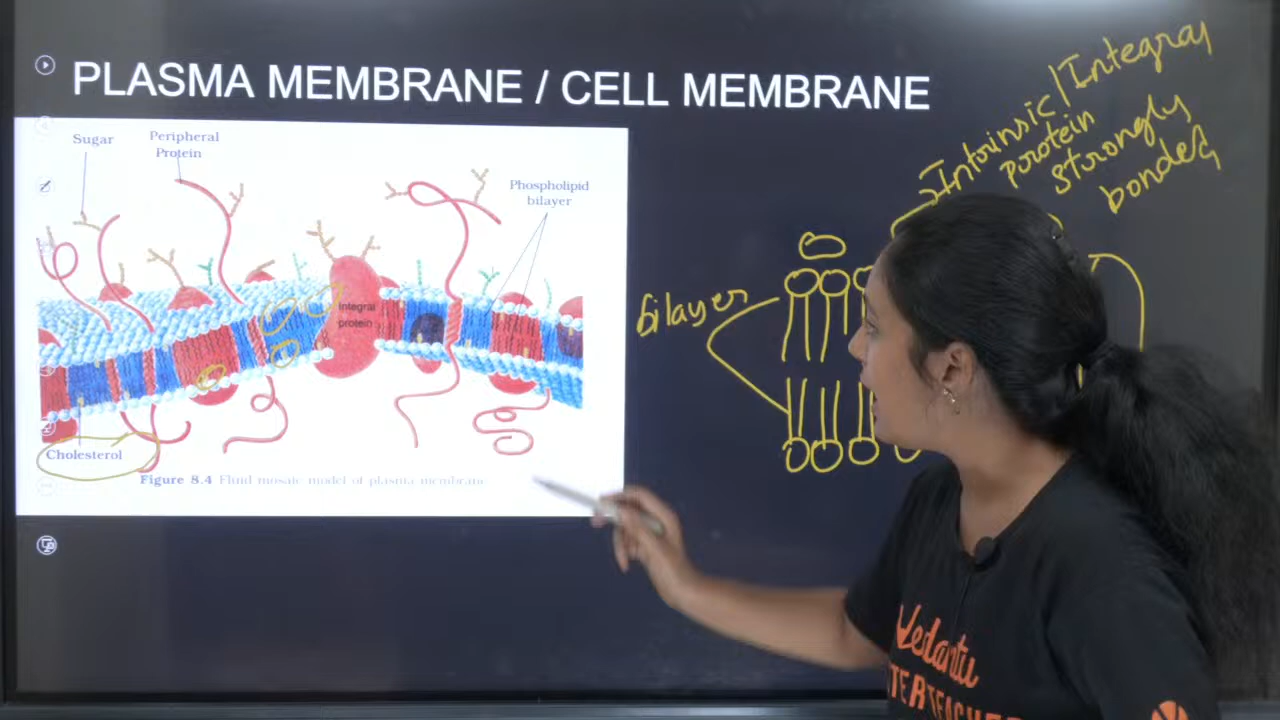 PLASMA MEMBRANE / CELL MEMBRANE
Sugar
Peripheral
Protein
Phospholipid
bilayer
Integral
protein
Cholesterol
Figure 8.4 Fluid mosaic model of plasma membrane
bilayer
Intrinsic/Integral
protein
strongly
bonded
Vedantu